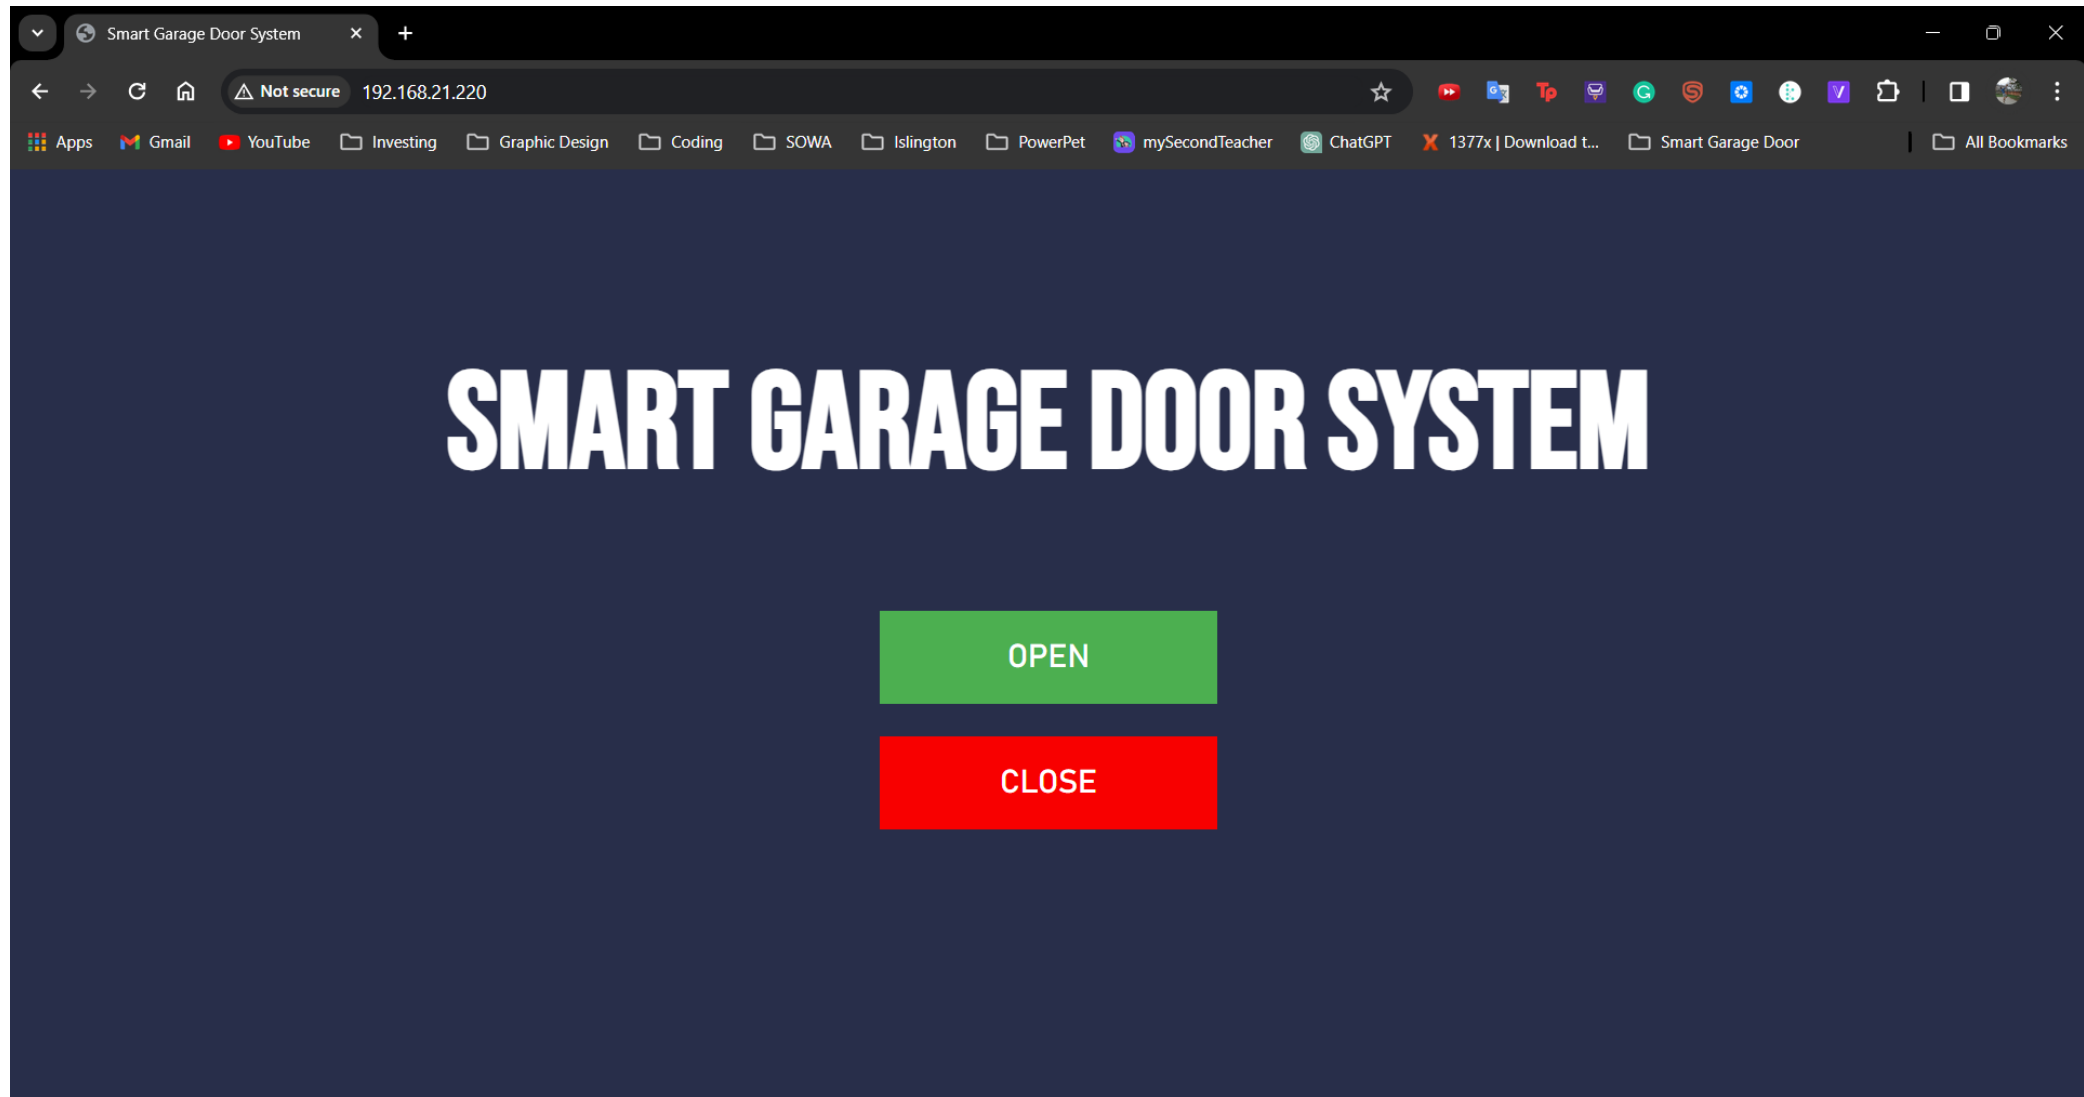 Smart Garage Door System
Not secure 192.168.21.220
Apps Gmail YouTube Investing Graphic Design Coding SOWA Islington PowerPet mySecondTeacher ChatGPT 1377x | Download t... Smart Garage Door All Bookmarks
SMART GARAGE DOOR SYSTEM
OPEN
CLOSE